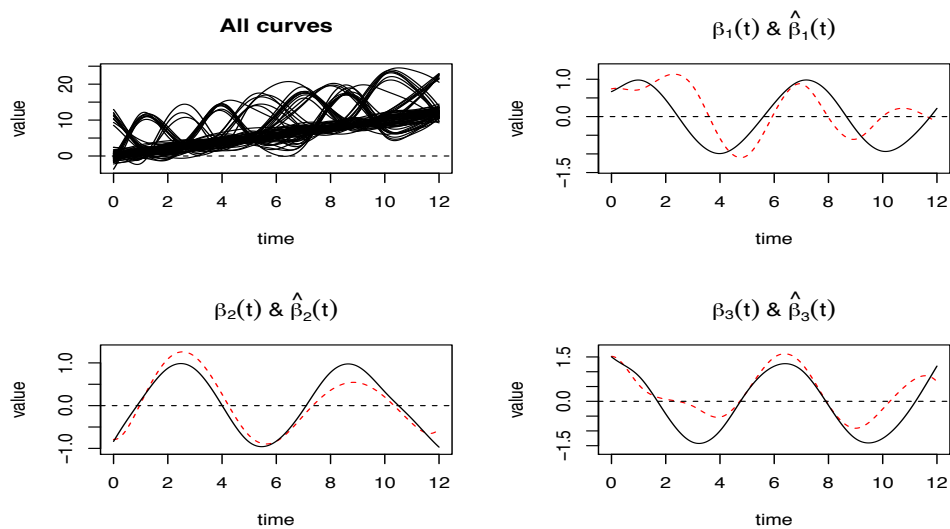 All curves
value
0 10 20
0 2 4 6 8 10 12
time
β₁(t) & β̂₁(t)
value
−1.5 0.0 1.0
0 2 4 6 8 10 12
time
β₂(t) & β̂₂(t)
value
−1.0 0.0 1.0
0 2 4 6 8 10 12
time
β₃(t) & β̂₃(t)
value
−1.5 0.0 1.5
0 2 4 6 8 10 12
time